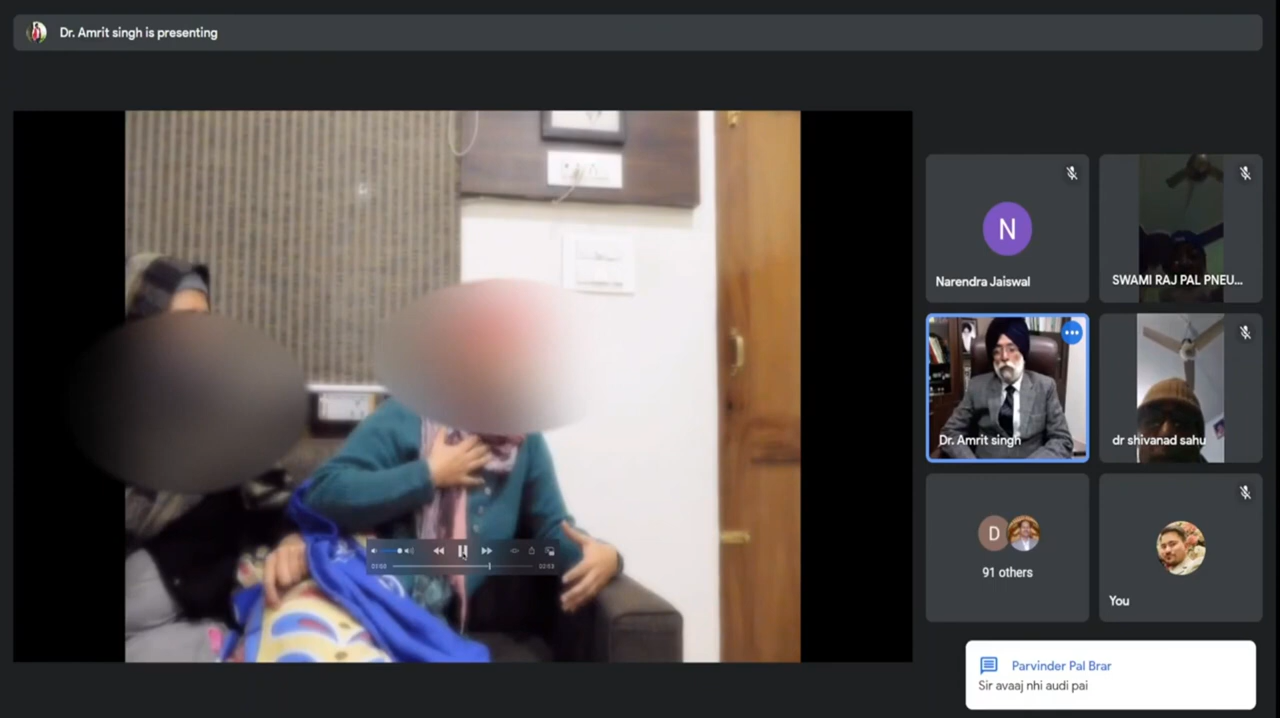 Dr. Amrit singh is presenting
N
Narendra Jaiswal
SWAMI RAJ PAL PNEU...
Dr. Amrit singh
dr shivanad sahu
D
91 others
You
Parvinder Pal Brar
Sir avaaj nhi audi pai